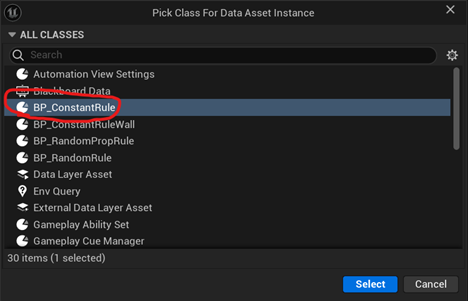 Pick Class For Data Asset Instance
ALL CLASSES
Search
Automation View Settings
Blackboard Data
BP_ConstantRule
BP_ConstantRuleWall
BP_RandomPropRule
BP_RandomRule
Data Layer Asset
Env Query
External Data Layer Asset
Gameplay Ability Set
Gameplay Cue Manager
30 items (1 selected)
Select Cancel